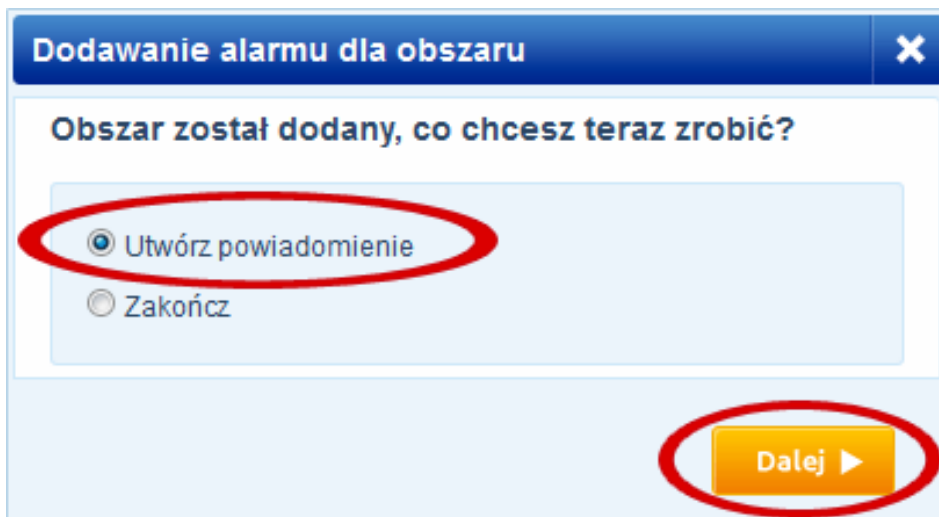 Dodawanie alarmu dla obszaru
Obszar został dodany, co chcesz teraz zrobić?
Utwórz powiadomienie
Zakończ
Dalej